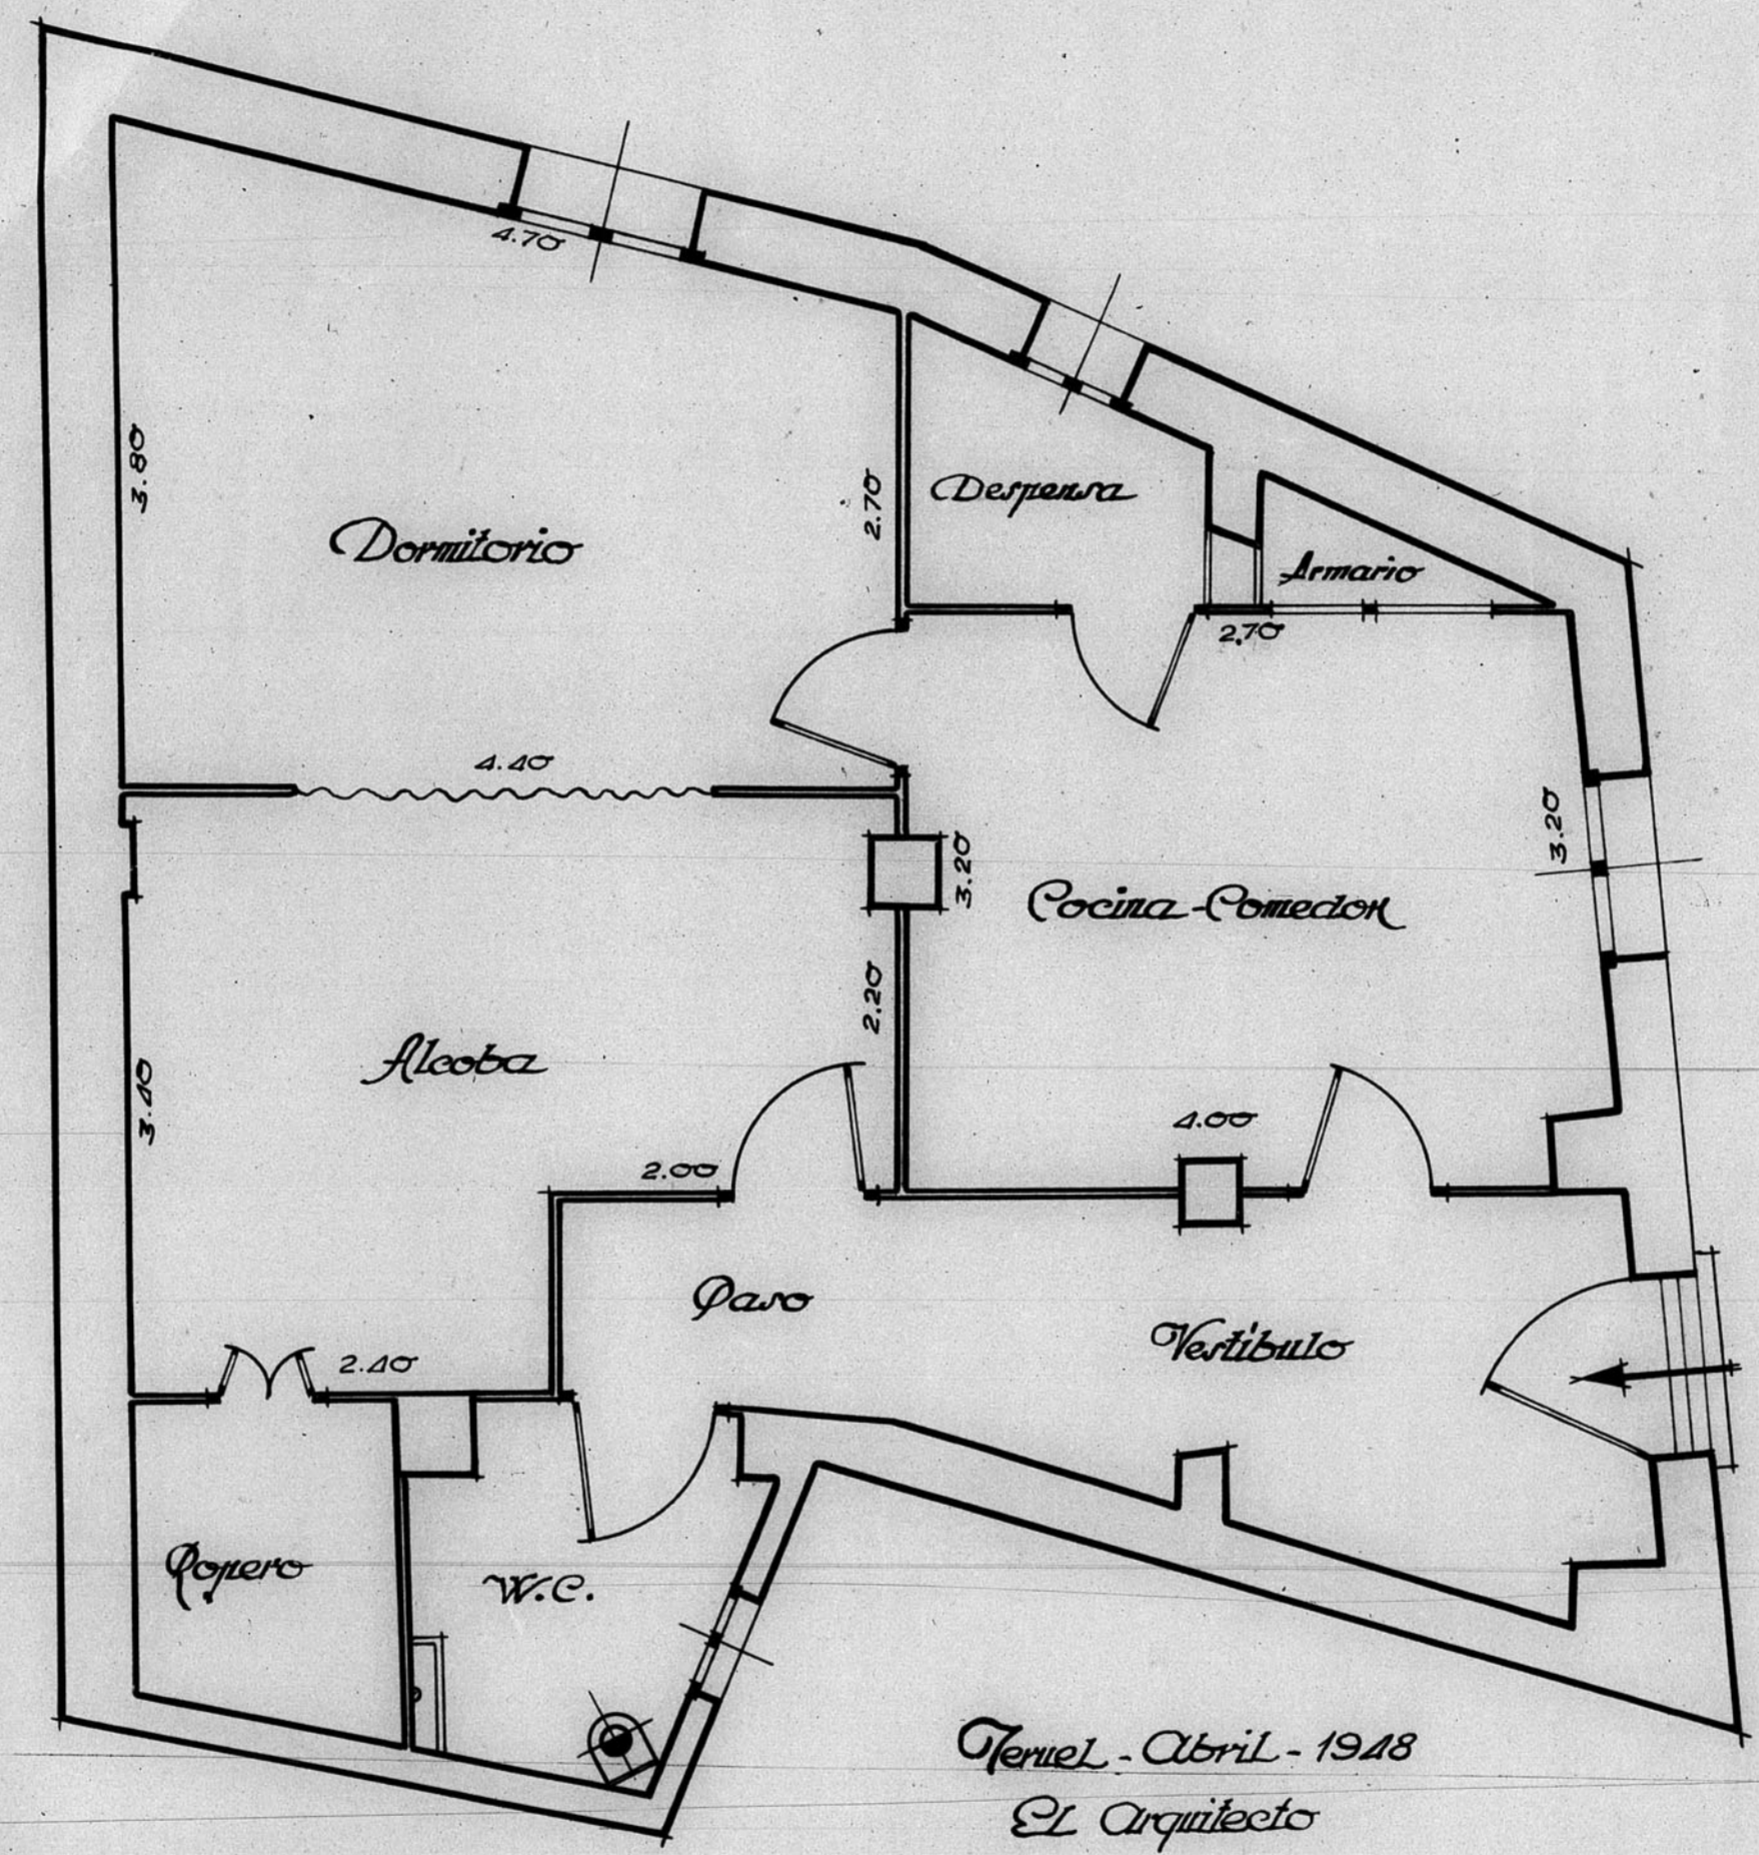 4.70
3.80
Dormitorio
2.70
Despensa
Armario
2,70
4.40
3.20
3.20
Cocina-Comedor
2.20
Alcoba
3.40
4.00
2.00
Paso
Vestíbulo
2.40
Ropero
W.C.
Teruel - Abril - 1948
El Arquitecto